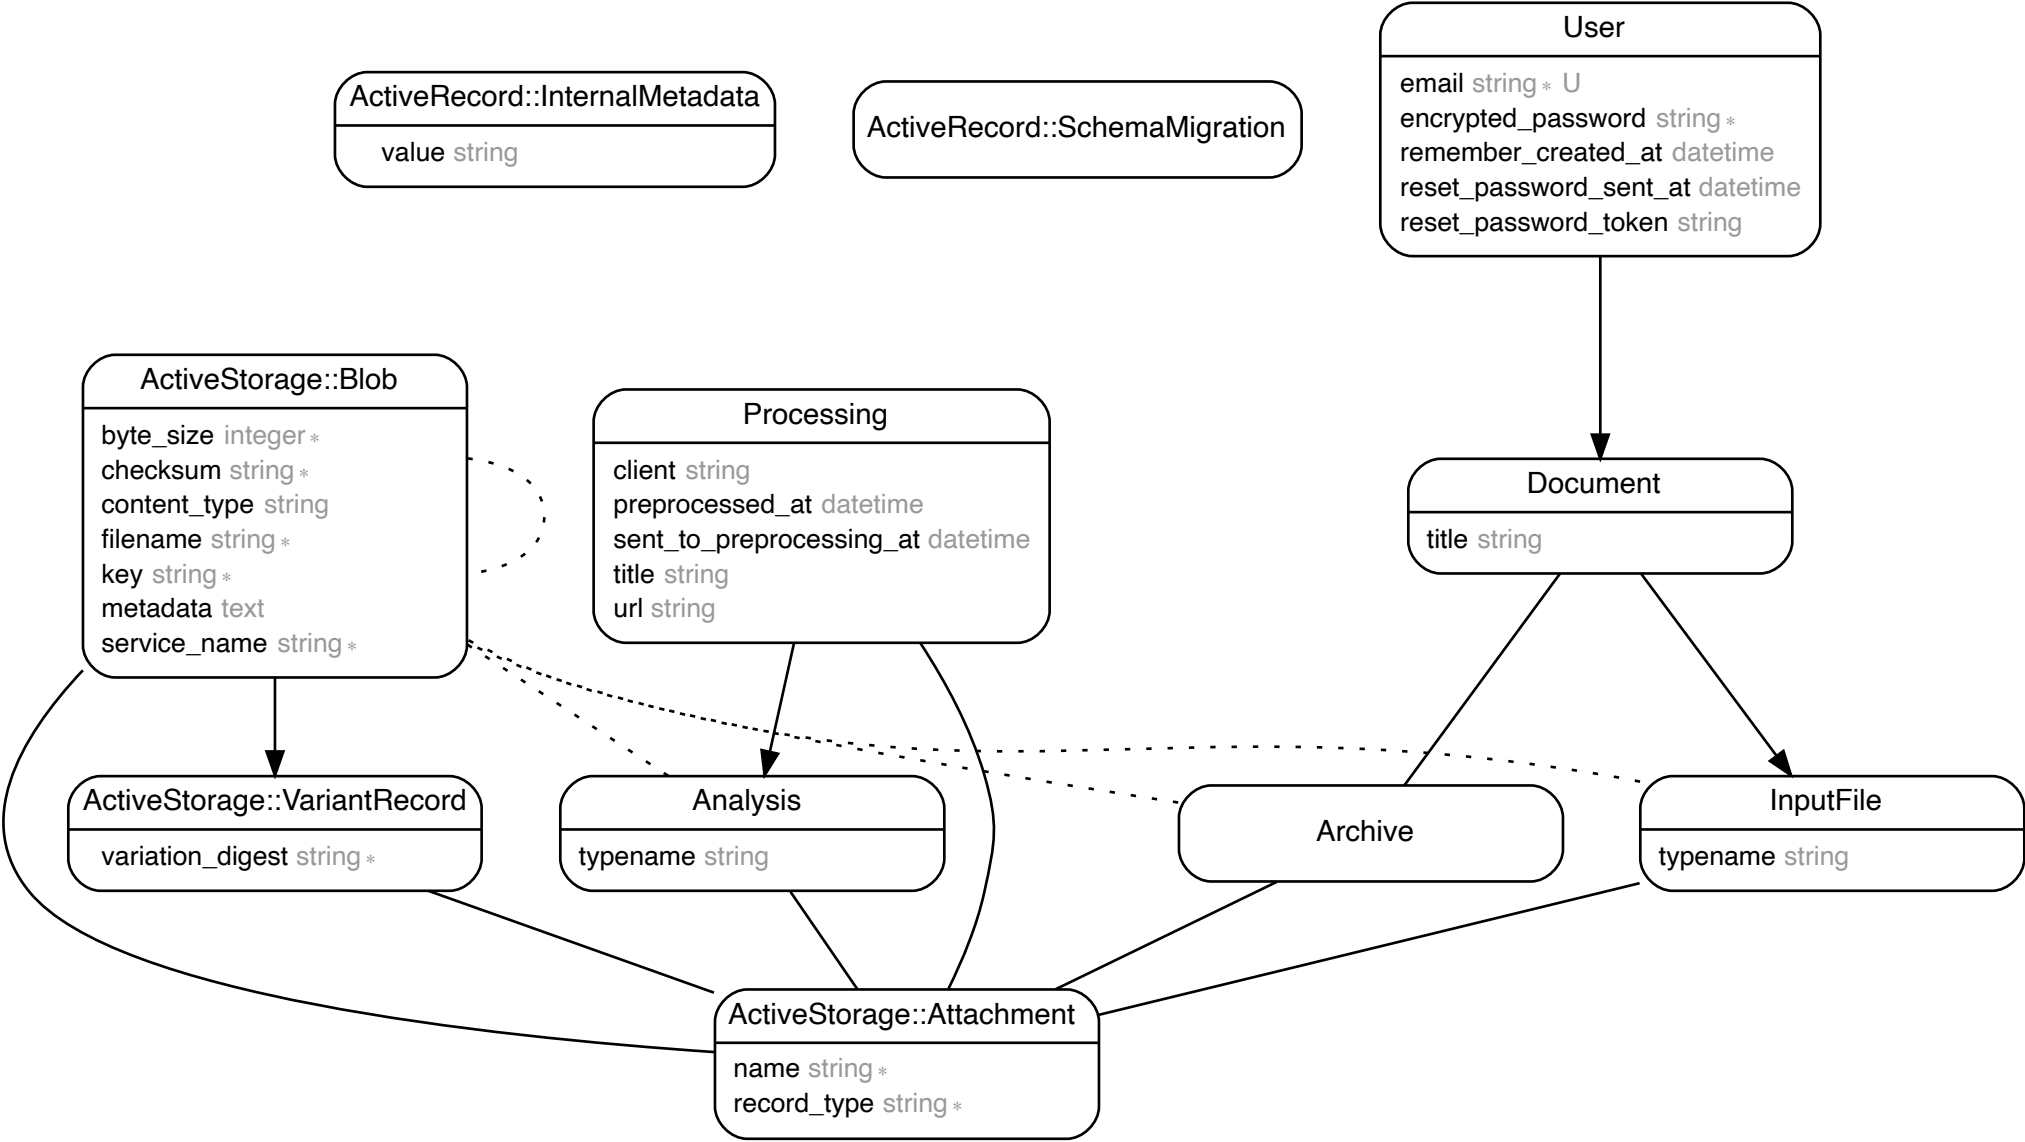 User
email string* U
encrypted_password string*
remember_created_at datetime
reset_password_sent_at datetime
reset_password_token string
ActiveRecord::InternalMetadata
value string
ActiveRecord::SchemaMigration
ActiveStorage::Blob
byte_size integer*
checksum string*
content_type string
filename string*
key string*
metadata text
service_name string*
Processing
client string
preprocessed_at datetime
sent_to_preprocessing_at datetime
title string
url string
Document
title string
ActiveStorage::VariantRecord
variation_digest string*
Analysis
typename string
Archive
InputFile
typename string
ActiveStorage::Attachment
name string*
record_type string*